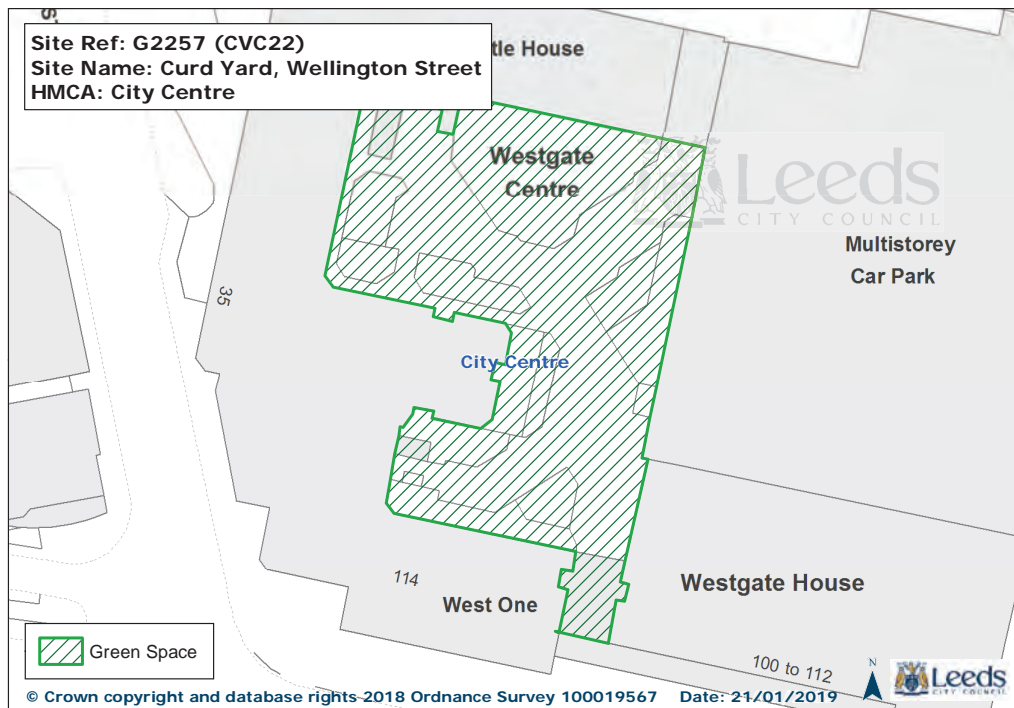 Site Ref: G2257 (CVC22)
Site Name: Curd Yard, Wellington Street
HMCA: City Centre
tle House
Westgate
Centre
Leeds
CITY COUNCIL
Multistorey
Car Park
35
City Centre
114
West One
Westgate House
100 to 112
Green Space
N
Leeds
CITY COUNCIL
© Crown copyright and database rights 2018 Ordnance Survey 100019567 Date: 21/01/2019